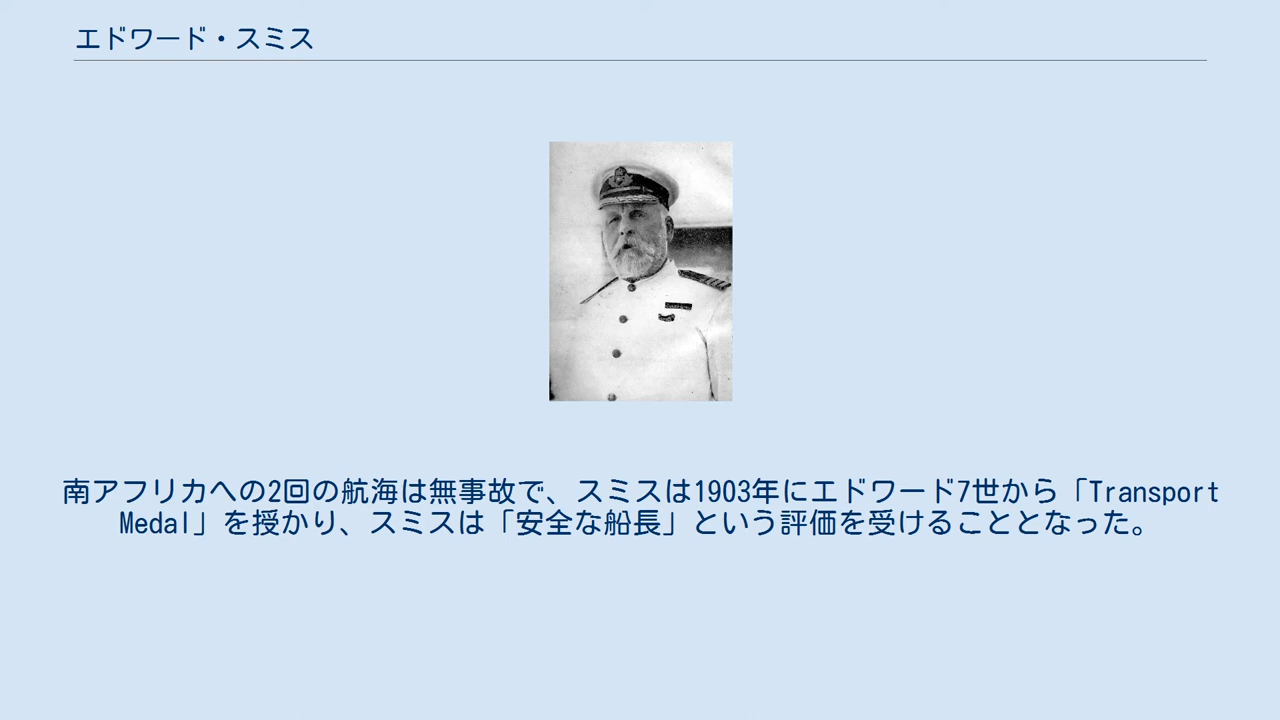 エドワード・スミス
南アフリカへの2回の航海は無事故で、スミスは1903年にエドワード7世から「Transport
Medal」を授かり、スミスは「安全な船長」という評価を受けることとなった。